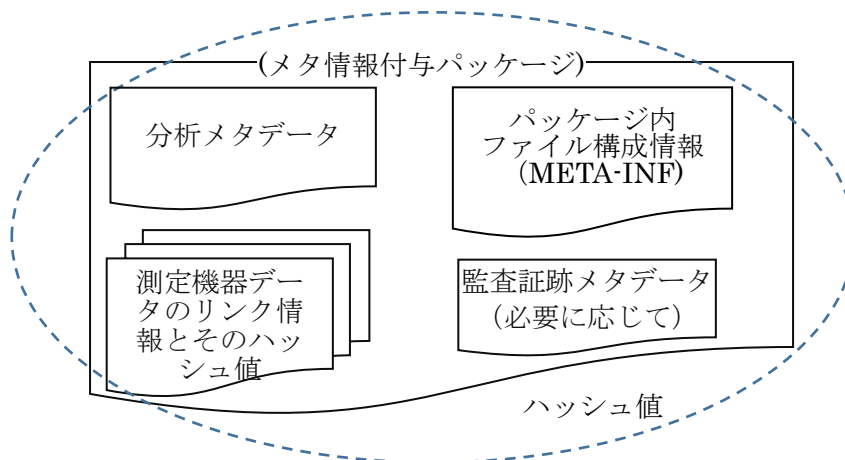 (メタ情報付与パッケージ)
分析メタデータ
パッケージ内
ファイル構成情報
(META-INF)
測定機器デー
タのリンク情
報とそのハッ
シュ値
監査証跡メタデータ
(必要に応じて)
ハッシュ値